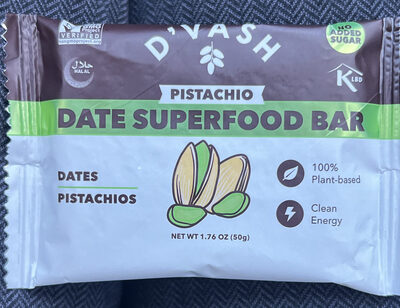 NON GMO
Project
VERIFIED
nongmoproject.org
D'VASH
NO
ADDED
SUGAR
حلال
HALAL
K LBD
PISTACHIO
DATE SUPERFOOD BAR
DATES
PISTACHIOS
100%
Plant-based
Clean
Energy
NET WT 1.76 OZ (50g)